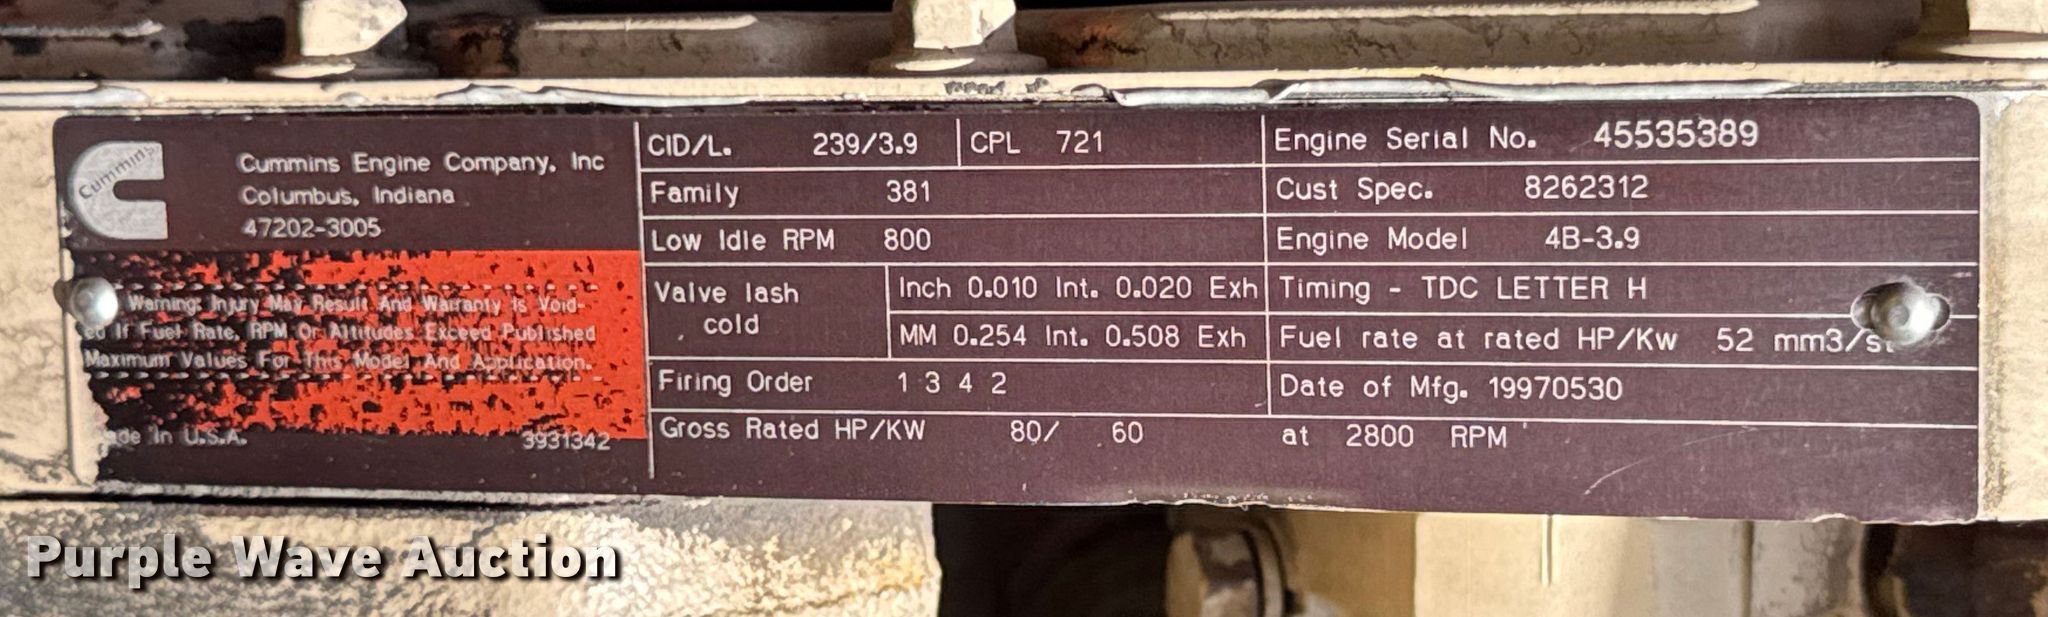 Cummins
Cummins Engine Company, Inc
Columbus, Indiana
47202-3005
Warning: Injury May Result And Warranty Is Void-
ed If Fuel Rate, RPM Or Altitudes Exceed Published
Maximum Values For This Model And Application.
ade In U.S.A. 3931342
CID/L. 239/3.9 CPL 721
Family 381
Low Idle RPM 800
Valve lash
cold
Inch 0.010 Int. 0.020 Exh
MM 0.254 Int. 0.508 Exh
Firing Order 1 3 4 2
Gross Rated HP/KW 80/ 60 at 2800 RPM
Engine Serial No. 45535389
Cust Spec. 8262312
Engine Model 4B-3.9
Timing - TDC LETTER H
Fuel rate at rated HP/Kw 52 mm3/st
Date of Mfg. 19970530
Purple Wave Auction